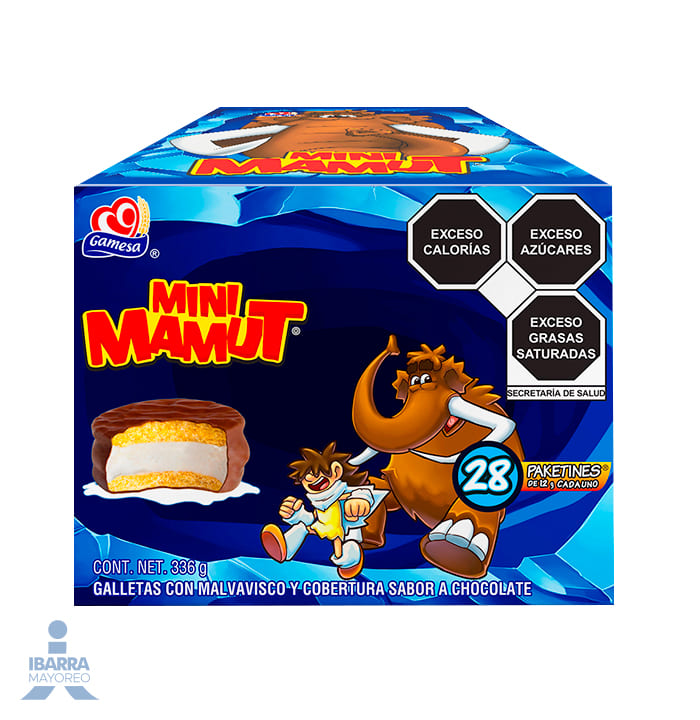 MINI
MAMUT
Gamesa
®
EXCESO
CALORÍAS
EXCESO
AZÚCARES
MINI
MAMUT®
EXCESO
GRASAS
SATURADAS
SECRETARÍA DE SALUD
28
PAKETINES®
DE 12 g CADA UNO
CONT. NET. 336 g
GALLETAS CON MALVAVISCO Y COBERTURA SABOR A CHOCOLATE
IBARRA
MAYOREO